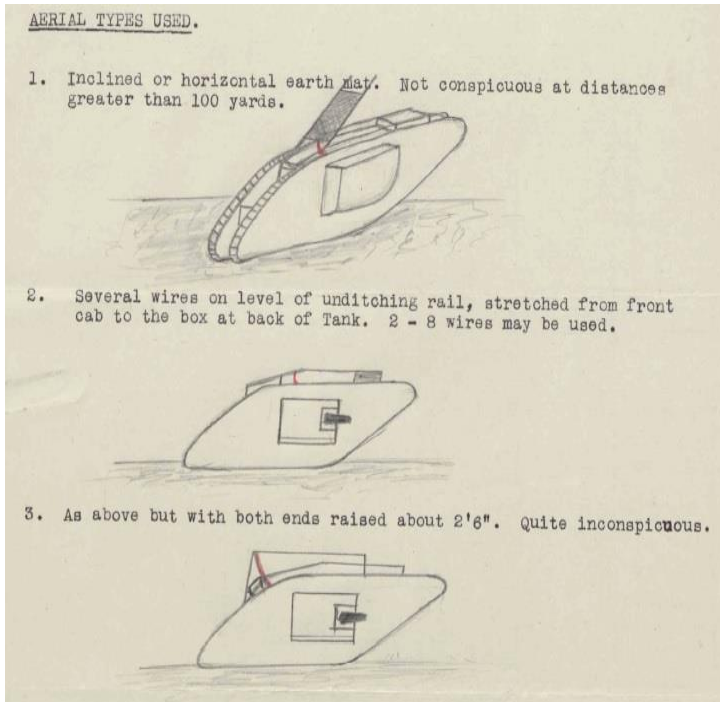 AERIAL TYPES USED.
1. Inclined or horizontal earth mat. Not conspicuous at distances
greater than 100 yards.
2. Several wires on level of unditching rail, stretched from front
cab to the box at back of Tank. 2 - 8 wires may be used.
3. As above but with both ends raised about 2'6". Quite inconspicuous.